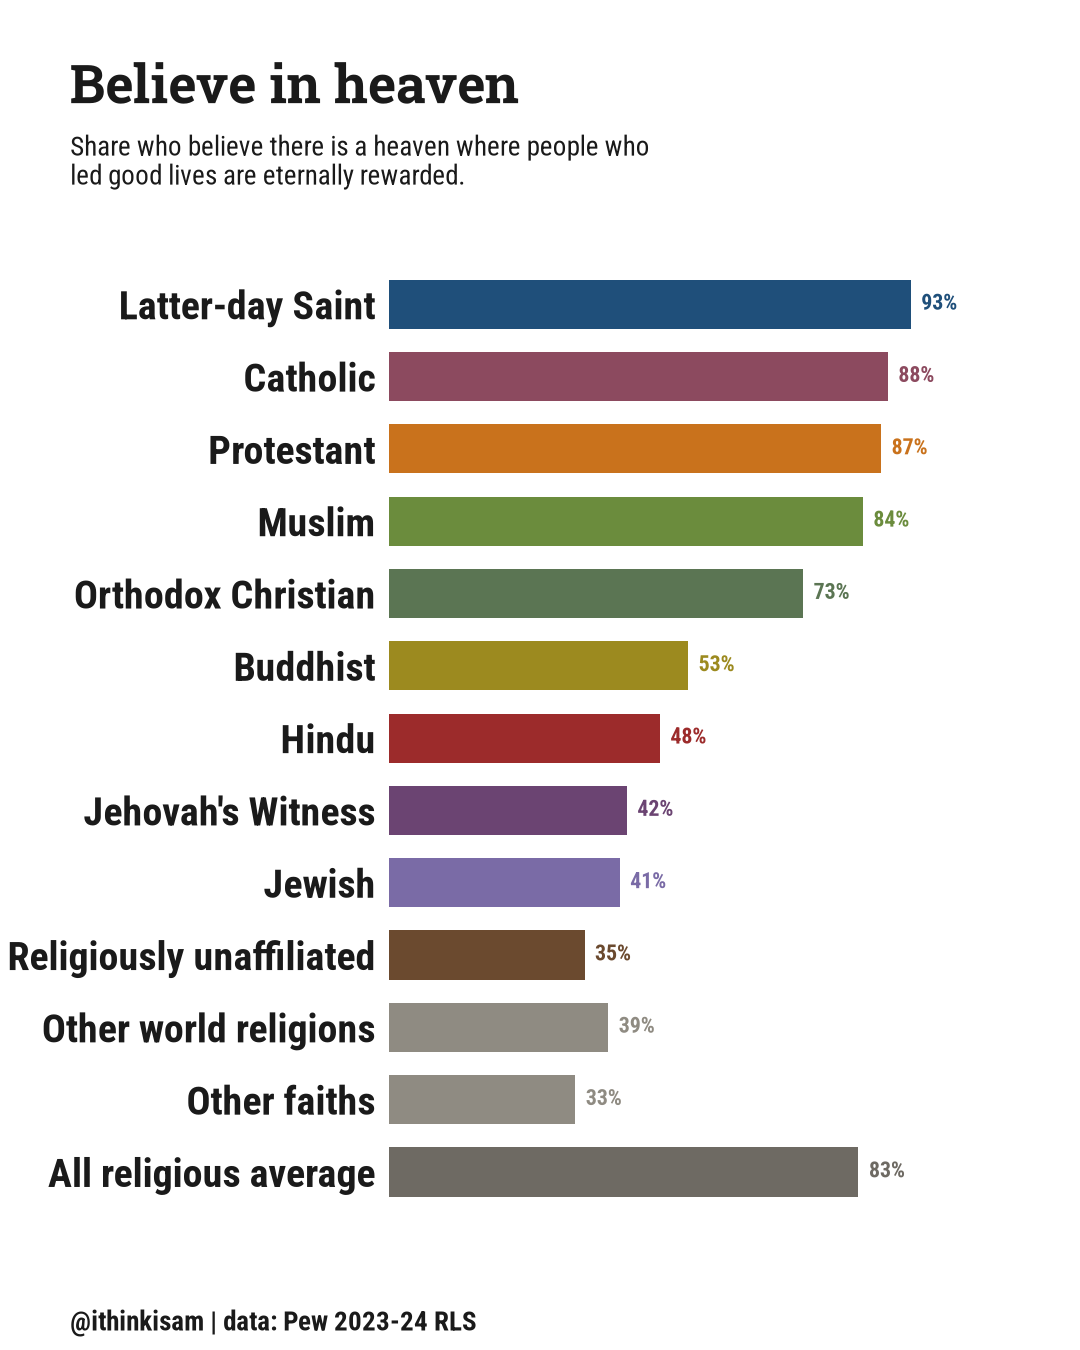 Believe in heaven
Share who believe there is a heaven where people who
led good lives are eternally rewarded.
Latter-day Saint 93%
Catholic 88%
Protestant 87%
Muslim 84%
Orthodox Christian 73%
Buddhist 53%
Hindu 48%
Jehovah's Witness 42%
Jewish 41%
Religiously unaffiliated 35%
Other world religions 39%
Other faiths 33%
All religious average 83%
@ithinkisam | data: Pew 2023-24 RLS